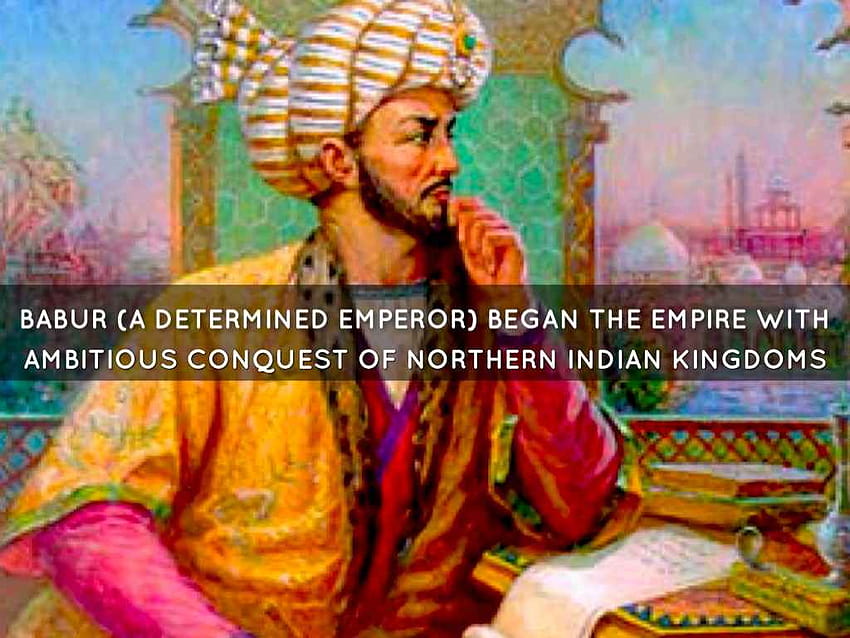 BABUR (A DETERMINED EMPEROR) BEGAN THE EMPIRE WITH
AMBITIOUS CONQUEST OF NORTHERN INDIAN KINGDOMS